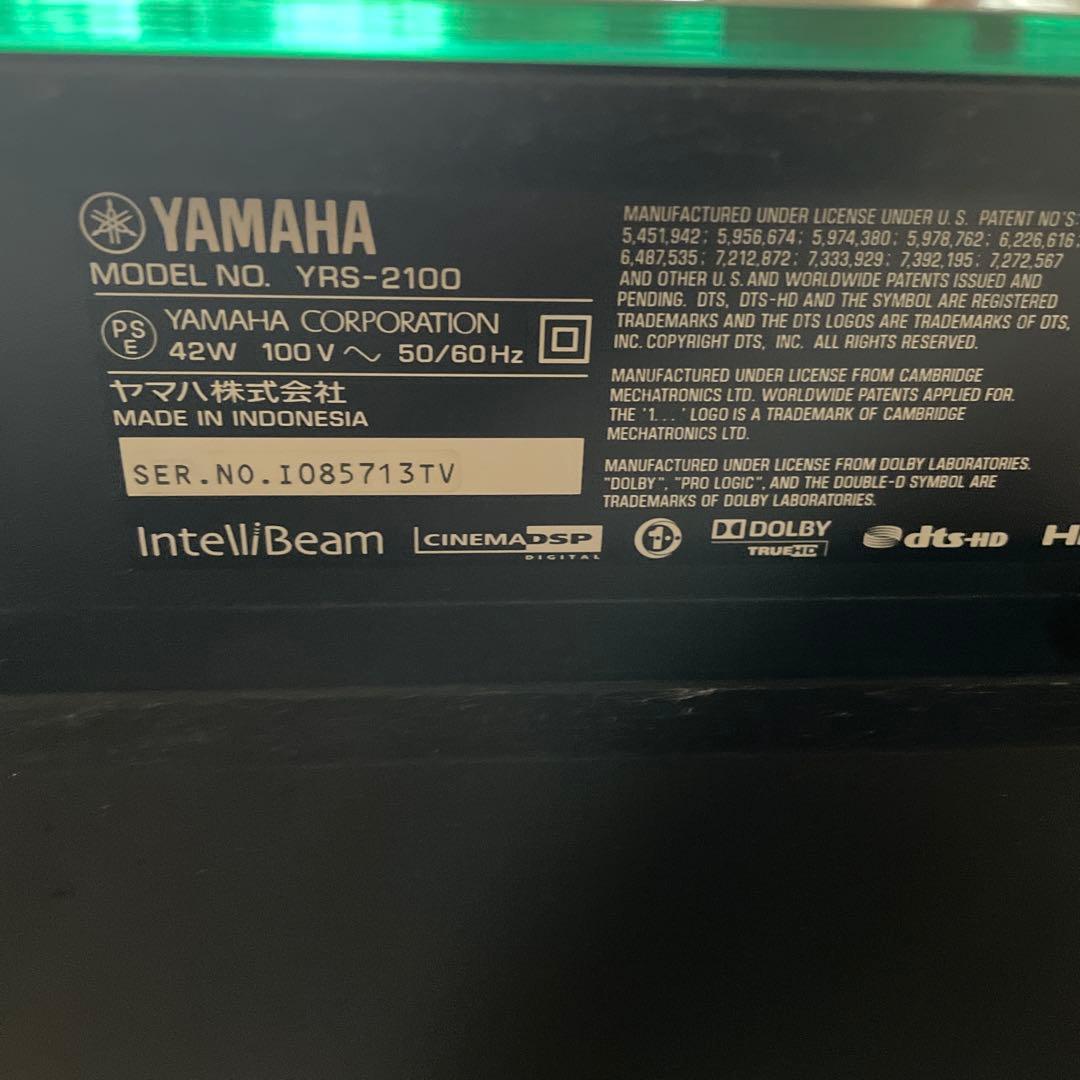 YAMAHA
MODEL NO. YRS-2100
PS E
YAMAHA CORPORATION
42W 100V ～ 50/60Hz
ヤマハ株式会社
MADE IN INDONESIA
SER.NO.I085713TV
MANUFACTURED UNDER LICENSE UNDER U.S. PATENT NO'S:
5,451,942; 5,956,674; 5,974,380; 5,978,762; 6,226,616;
6,487,535; 7,212,872; 7,333,929; 7,392,195; 7,272,567
AND OTHER U.S. AND WORLDWIDE PATENTS ISSUED AND
PENDING. DTS, DTS-HD AND THE SYMBOL ARE REGISTERED
TRADEMARKS AND THE DTS LOGOS ARE TRADEMARKS OF DTS,
INC. COPYRIGHT DTS, INC. ALL RIGHTS RESERVED.
MANUFACTURED UNDER LICENSE FROM CAMBRIDGE
MECHATRONICS LTD. WORLDWIDE PATENTS APPLIED FOR.
THE '1...' LOGO IS A TRADEMARK OF CAMBRIDGE
MECHATRONICS LTD.
MANUFACTURED UNDER LICENSE FROM DOLBY LABORATORIES.
"DOLBY", "PRO LOGIC", AND THE DOUBLE-D SYMBOL ARE
TRADEMARKS OF DOLBY LABORATORIES.
IntelliBeam
CINEMA DSP
DIGITAL
1
DOLBY
TRUEHD
dts-HD